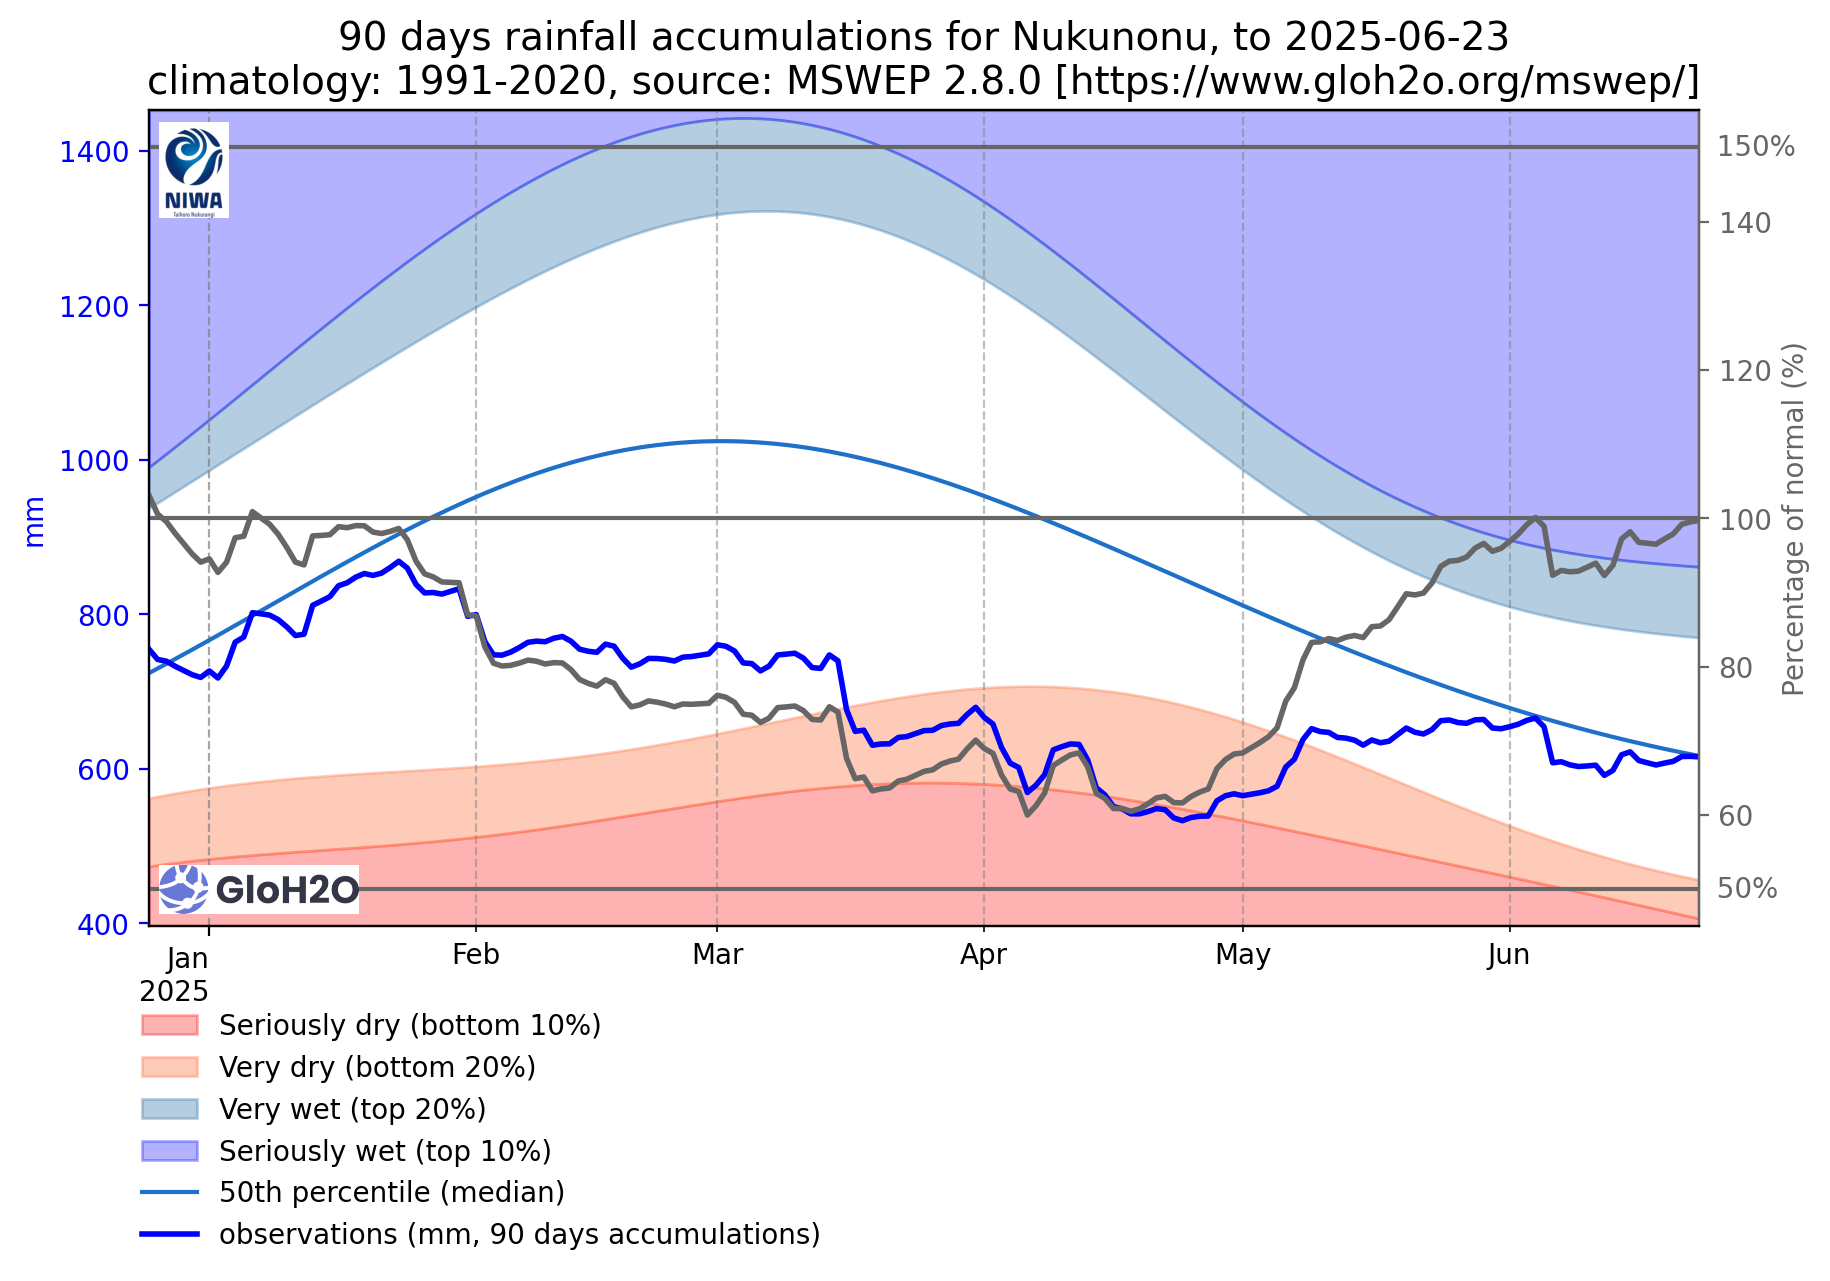 90 days rainfall accumulations for Nukunonu, to 2025-06-23
climatology: 1991-2020, source: MSWEP 2.8.0 [https://www.gloh2o.org/mswep/]
NIWA
Taihoro Nukurangi
1400
1200
1000
800
600
400
mm
150%
140
120
100
80
60
50%
Percentage of normal (%)
GloH2O
Jan
2025
Feb
Mar
Apr
May
Jun
Seriously dry (bottom 10%)
Very dry (bottom 20%)
Very wet (top 20%)
Seriously wet (top 10%)
50th percentile (median)
observations (mm, 90 days accumulations)